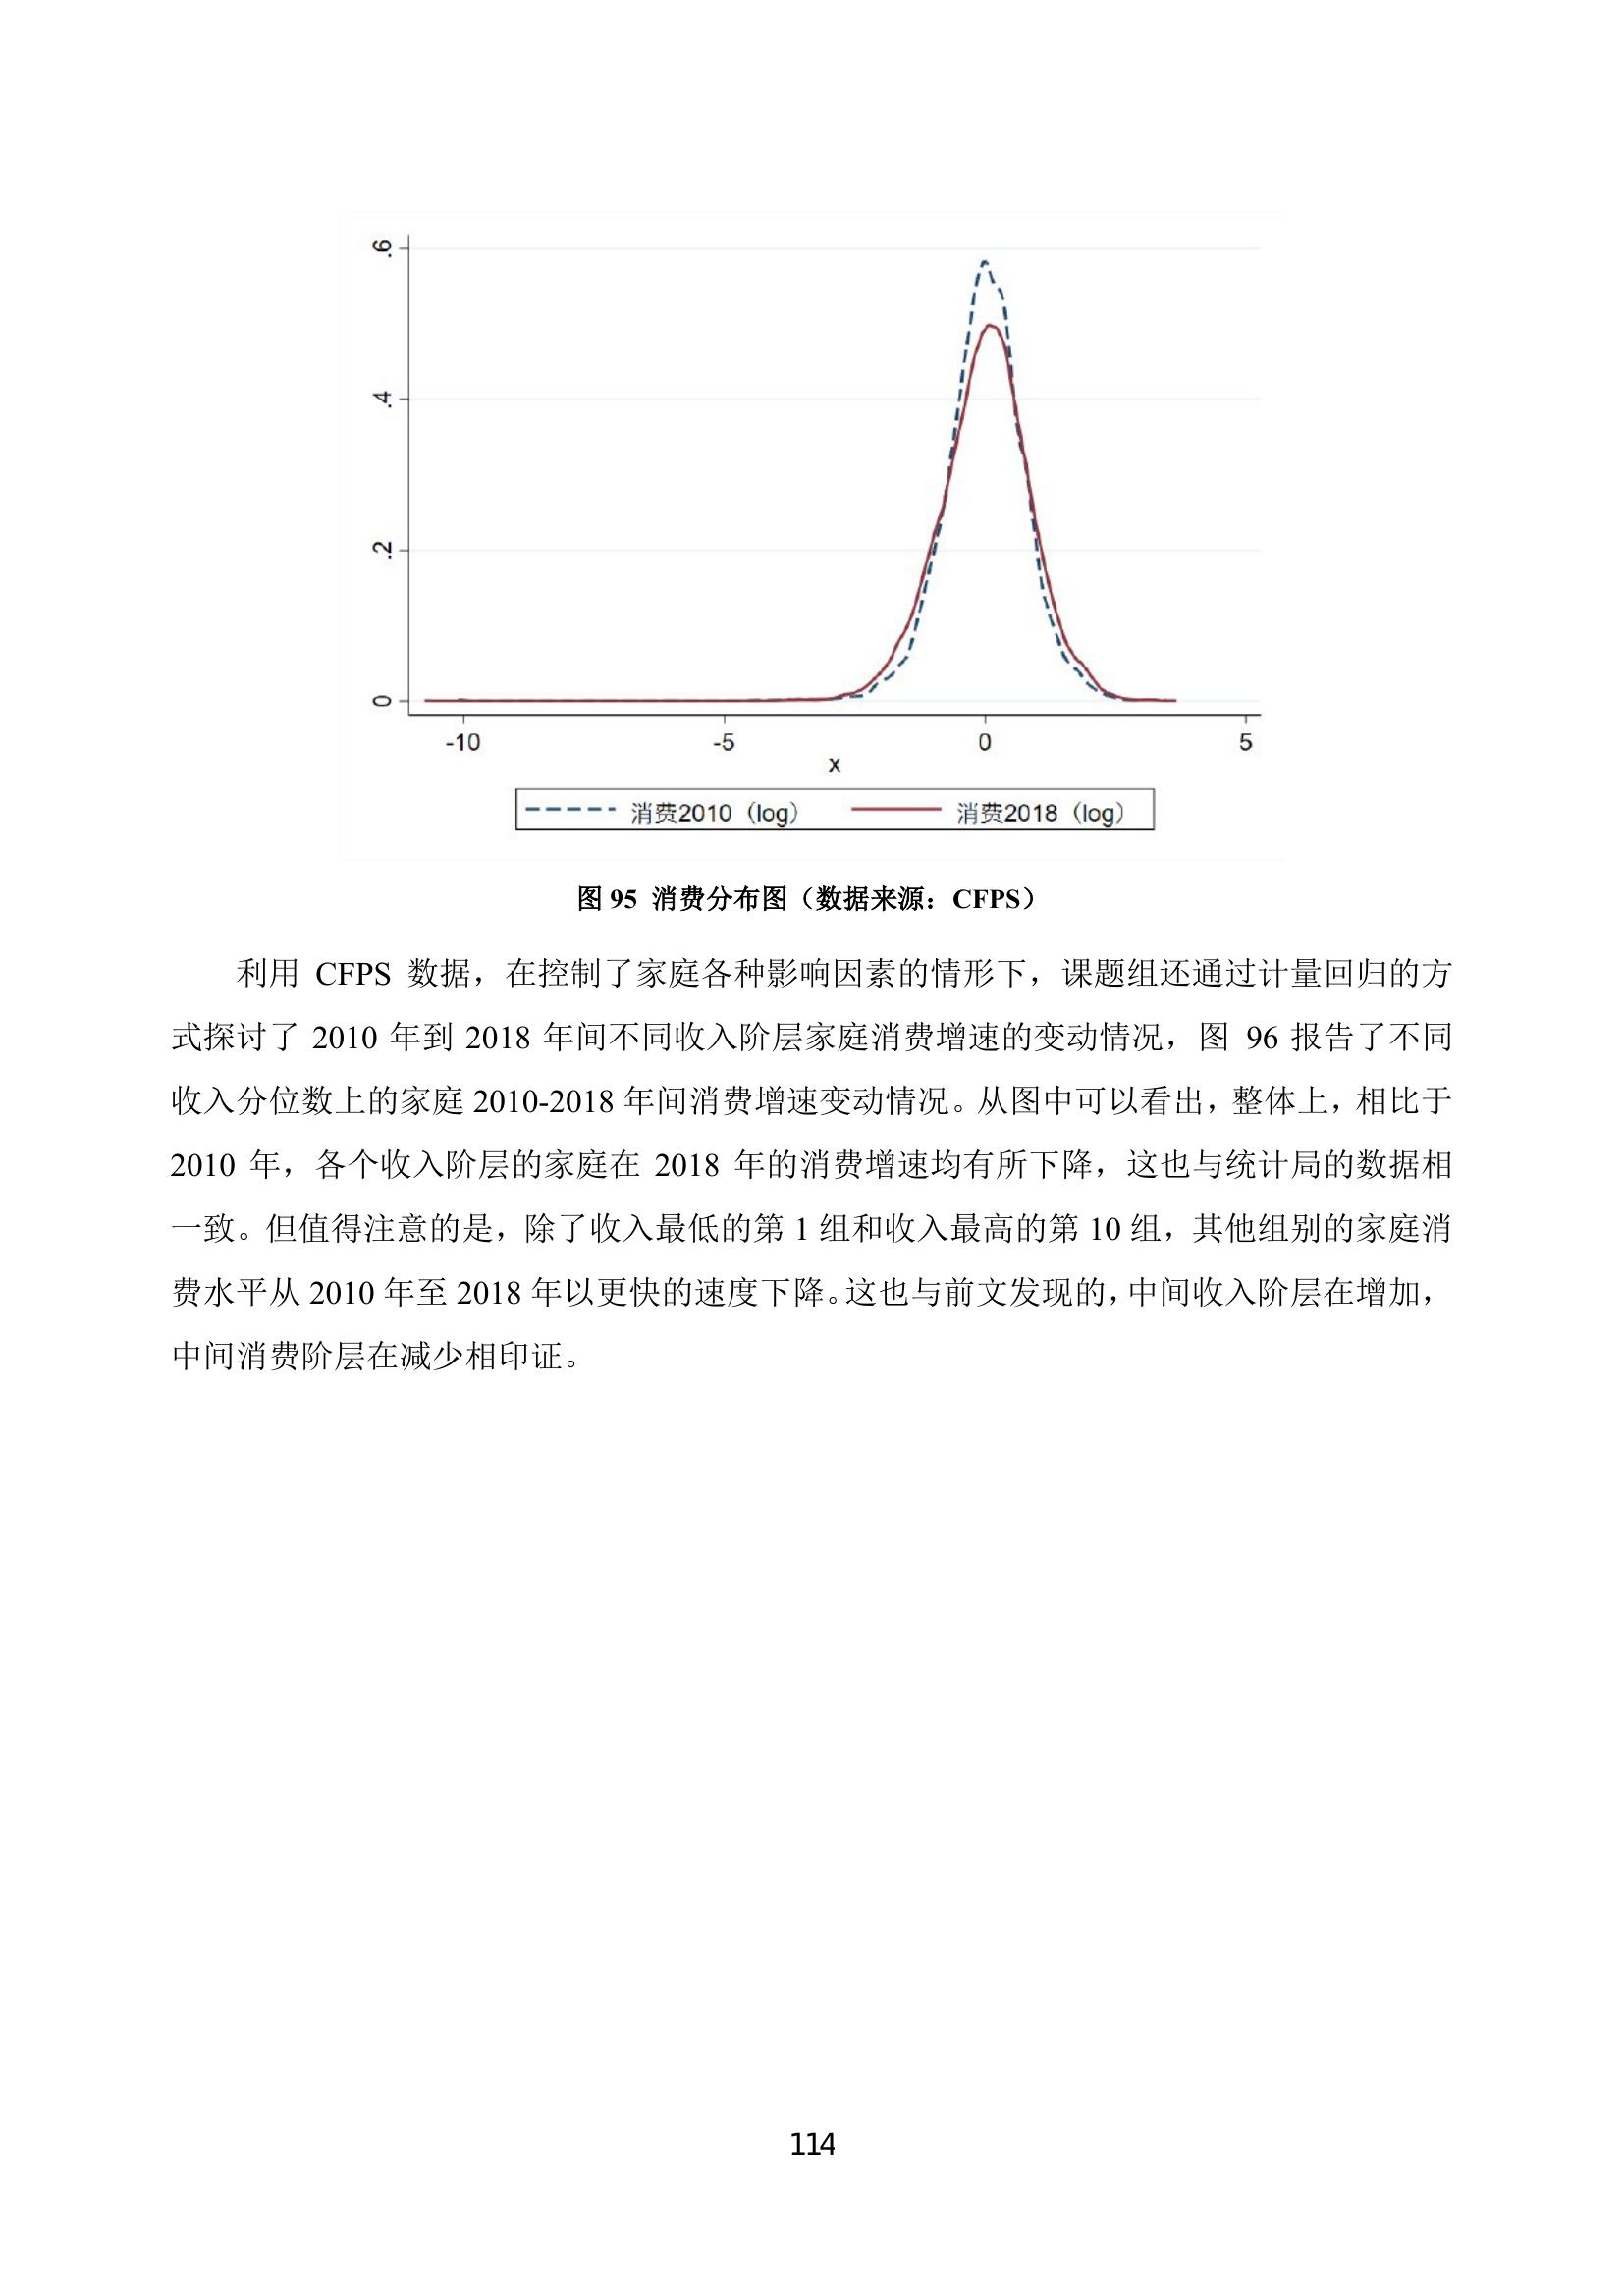 .6
.4
.2
0
-10 -5 0 5
x
消费2010（log） 消费2018（log）
图 95 消费分布图（数据来源：CFPS）
利用 CFPS 数据，在控制了家庭各种影响因素的情形下，课题组还通过计量回归的方
式探讨了 2010 年到 2018 年间不同收入阶层家庭消费增速的变动情况，图 96 报告了不同
收入分位数上的家庭 2010-2018 年间消费增速变动情况。从图中可以看出，整体上，相比于
2010 年，各个收入阶层的家庭在 2018 年的消费增速均有所下降，这也与统计局的数据相
一致。但值得注意的是，除了收入最低的第 1 组和收入最高的第 10 组，其他组别的家庭消
费水平从 2010 年至 2018 年以更快的速度下降。这也与前文发现的，中间收入阶层在增加，
中间消费阶层在减少相印证。
114